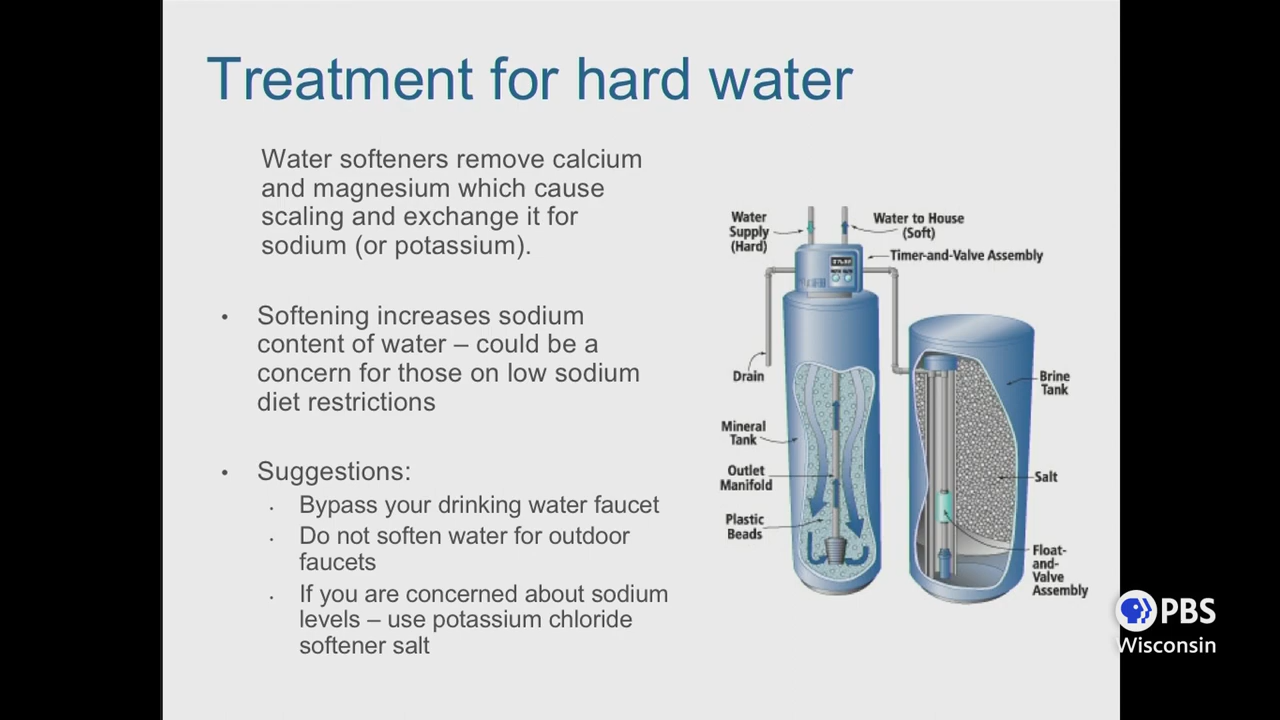 Treatment for hard water
Water softeners remove calcium
and magnesium which cause
scaling and exchange it for
sodium (or potassium).
• Softening increases sodium
content of water – could be a
concern for those on low sodium
diet restrictions
• Suggestions:
· Bypass your drinking water faucet
· Do not soften water for outdoor
faucets
· If you are concerned about sodium
levels – use potassium chloride
softener salt
Water
Supply
(Hard)
Water to House
(Soft)
Timer-and-Valve Assembly
Drain
Brine
Tank
Mineral
Tank
Outlet
Manifold
Salt
Plastic
Beads
Float-
and-
Valve
Assembly
PBS
Wisconsin